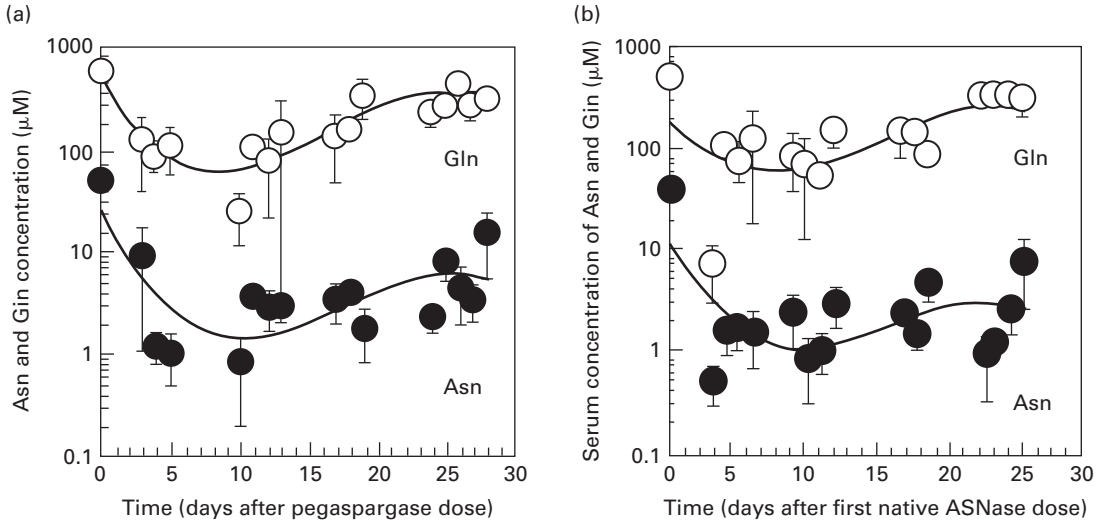 (a)
1000
100
10
1
0.1
0
5
10
15
20
25
30
Asn and Gin concentration (μM)
Gln
Asn
Time (days after pegaspargase dose)
(b)
1000
100
10
1
0.1
0
5
10
15
20
25
30
Serum concentration of Asn and Gin (μM)
Gln
Asn
Time (days after first native ASNase dose)